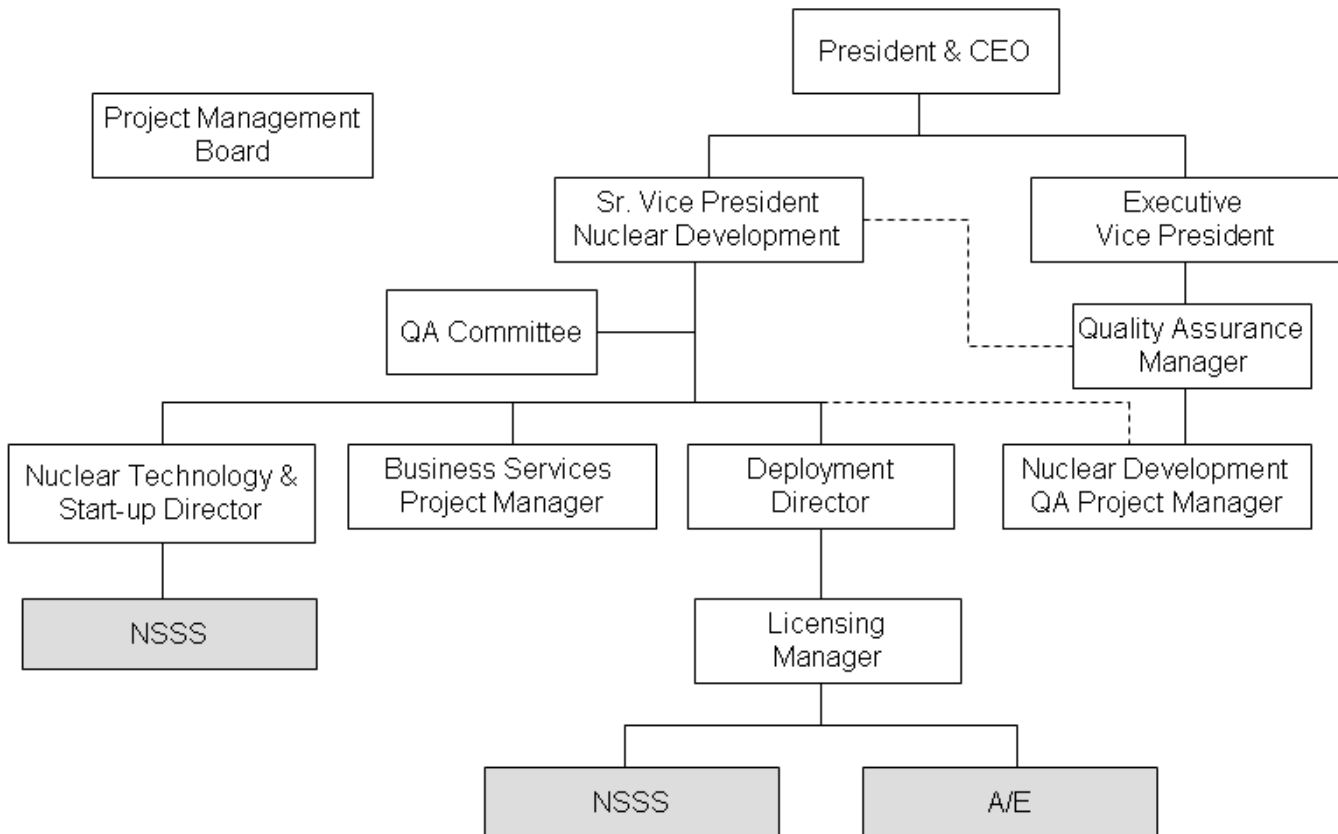 President & CEO
Project Management
Board
Sr. Vice President
Nuclear Development
Executive
Vice President
QA Committee
Quality Assurance
Manager
Nuclear Technology &
Start-up Director
Business Services
Project Manager
Deployment
Director
Nuclear Development
QA Project Manager
NSSS
Licensing
Manager
NSSS
A/E